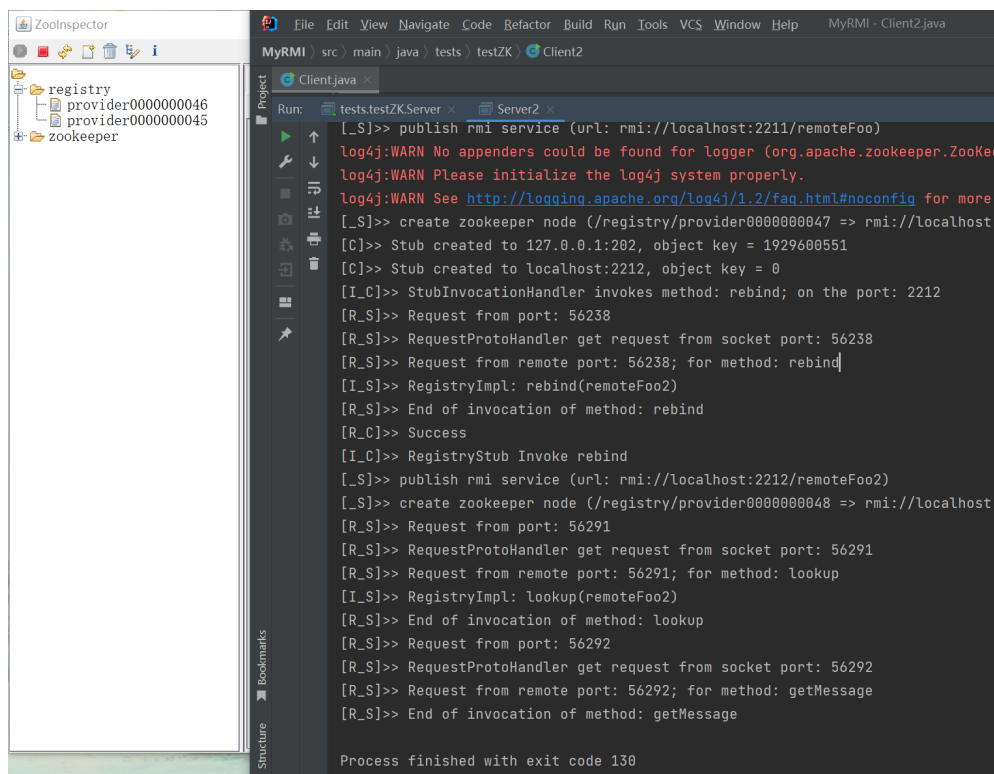 ZooInspector
registry
provider0000000046
provider0000000045
zookeeper
File Edit View Navigate Code Refactor Build Run Tools VCS Window Help MyRMI - Client2.java
MyRMI src main java tests testZK Client2
Project
Client.java
Run: tests.testZK.Server Server2
[_S]>> publish rmi service (url: rmi://localhost:2211/remoteFoo)
log4j:WARN No appenders could be found for logger (org.apache.zookeeper.ZooKe
log4j:WARN Please initialize the log4j system properly.
log4j:WARN See http://logging.apache.org/log4j/1.2/faq.html#noconfig for more
[_S]>> create zookeeper node (/registry/provider0000000047 => rmi://localhost
[C]>> Stub created to 127.0.0.1:202, object key = 1929600551
[C]>> Stub created to localhost:2212, object key = 0
[I_C]>> StubInvocationHandler invokes method: rebind; on the port: 2212
[R_S]>> Request from port: 56238
[R_S]>> RequestProtoHandler get request from socket port: 56238
[R_S]>> Request from remote port: 56238; for method: rebind
[I_S]>> RegistryImpl: rebind(remoteFoo2)
[R_S]>> End of invocation of method: rebind
[R_C]>> Success
[I_C]>> RegistryStub Invoke rebind
[_S]>> publish rmi service (url: rmi://localhost:2212/remoteFoo2)
[_S]>> create zookeeper node (/registry/provider0000000048 => rmi://localhost
[R_S]>> Request from port: 56291
[R_S]>> RequestProtoHandler get request from socket port: 56291
[R_S]>> Request from remote port: 56291; for method: lookup
[I_S]>> RegistryImpl: lookup(remoteFoo2)
[R_S]>> End of invocation of method: lookup
[R_S]>> Request from port: 56292
[R_S]>> RequestProtoHandler get request from socket port: 56292
[R_S]>> Request from remote port: 56292; for method: getMessage
[R_S]>> End of invocation of method: getMessage
Process finished with exit code 130
Bookmarks
Structure